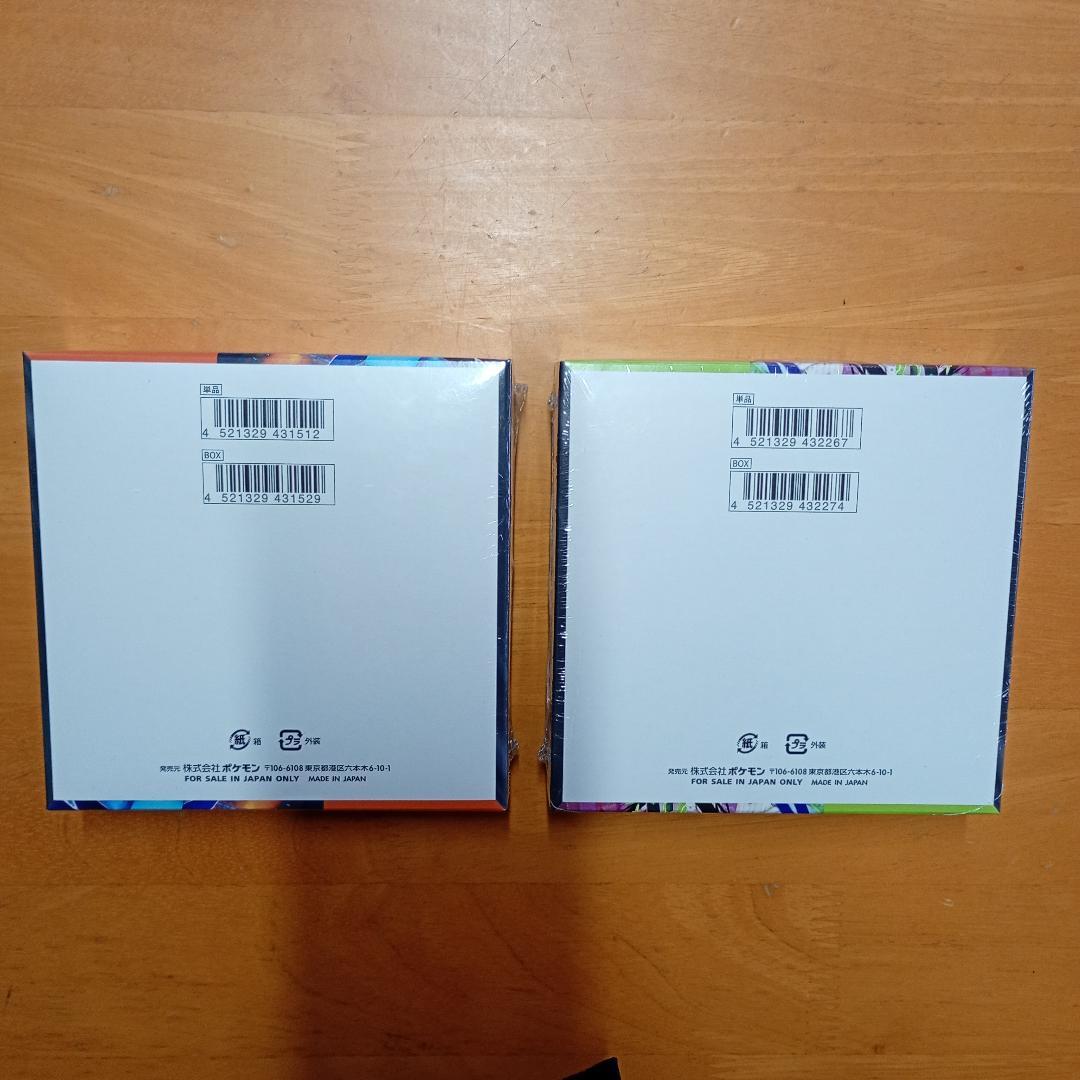 単品
4 521329 431512
BOX
4 521329 431529
紙 箱 プラ 外装
発売元 株式会社 ポケモン 〒106-6108 東京都港区六本木6-10-1
FOR SALE IN JAPAN ONLY MADE IN JAPAN
単品
4 521329 432267
BOX
4 521329 432274
紙 箱 プラ 外装
発売元 株式会社 ポケモン 〒106-6108 東京都港区六本木6-10-1
FOR SALE IN JAPAN ONLY MADE IN JAPAN